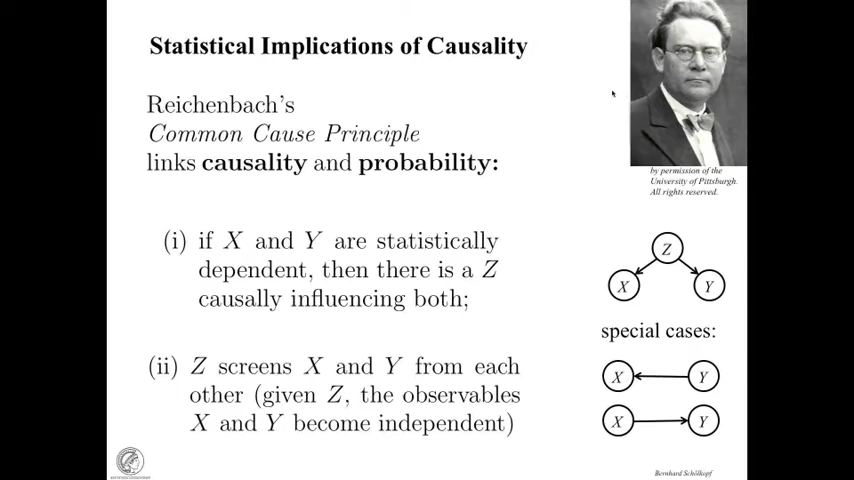 Statistical Implications of Causality
Reichenbach's
Common Cause Principle
links causality and probability:
by permission of the
University of Pittsburgh.
All rights reserved.
(i) if X and Y are statistically
dependent, then there is a Z
causally influencing both;
Z
X
Y
special cases:
(ii) Z screens X and Y from each
other (given Z, the observables
X and Y become independent)
X
Y
X
Y
Bernhard Schölkopf